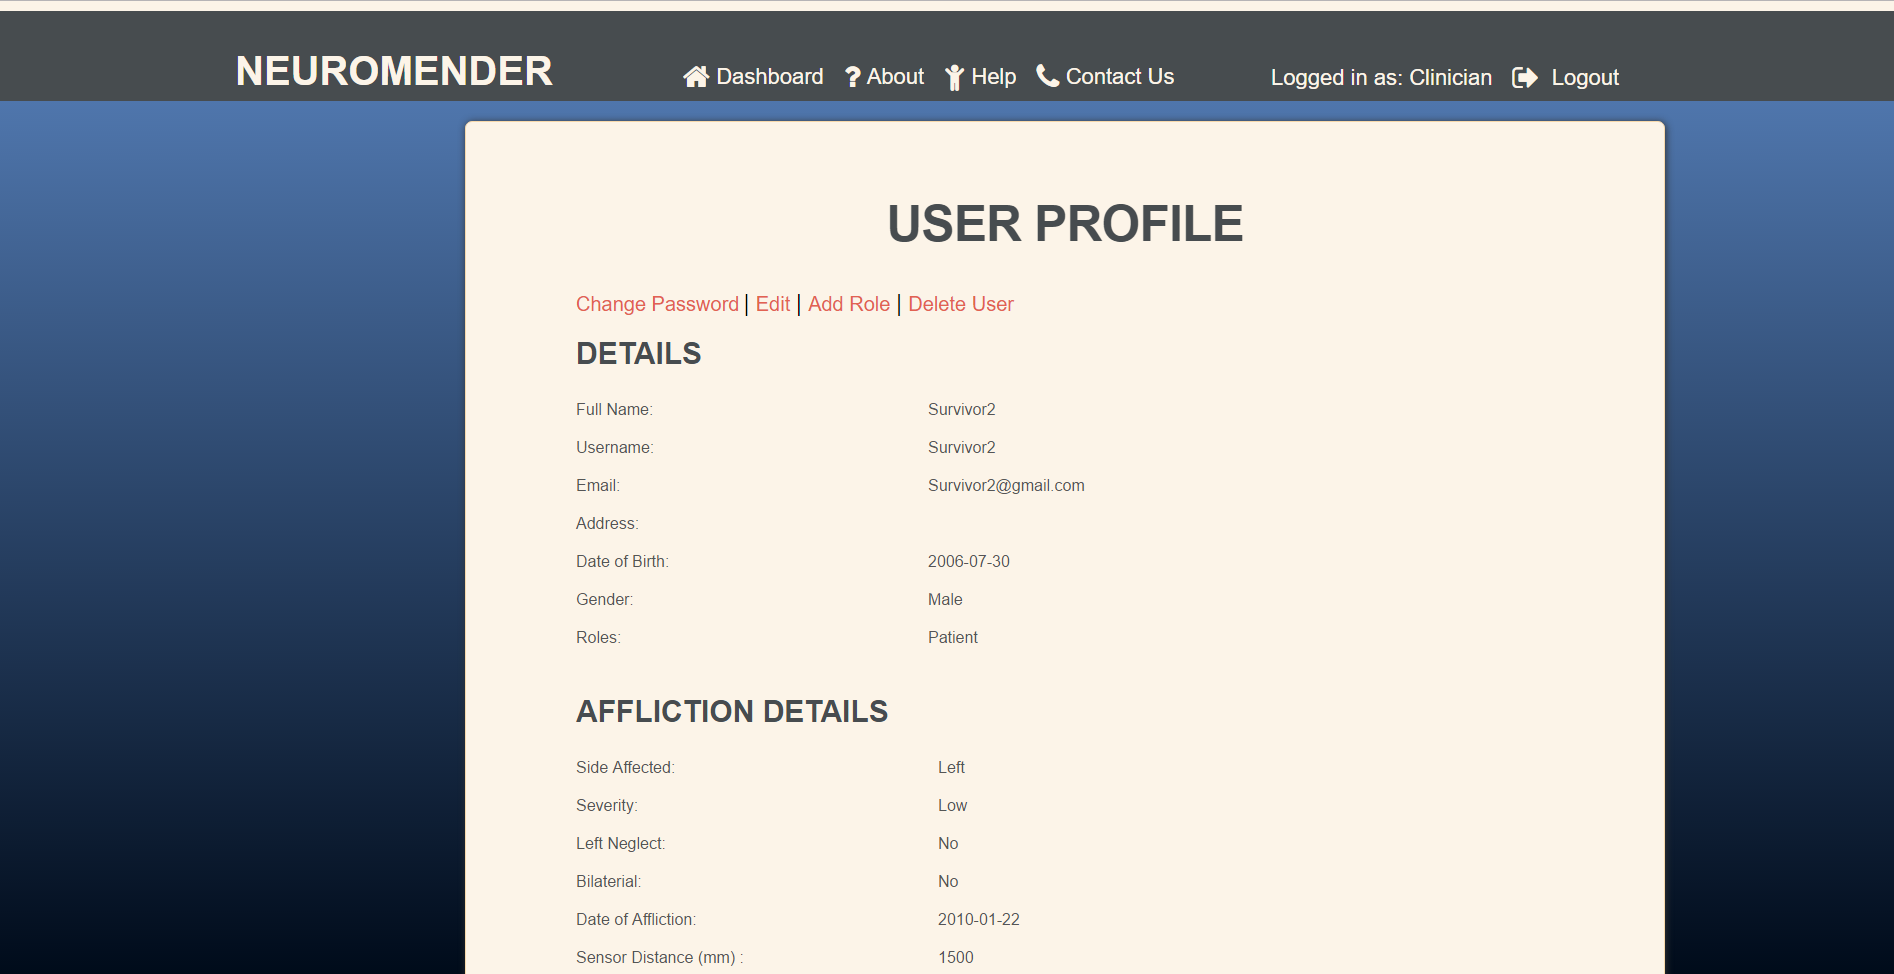 NEUROMENDER
Dashboard ? About Help Contact Us Logged in as: Clinician Logout
USER PROFILE
Change Password | Edit | Add Role | Delete User
DETAILS
Full Name: Survivor2
Username: Survivor2
Email: Survivor2@gmail.com
Address:
Date of Birth: 2006-07-30
Gender: Male
Roles: Patient
AFFLICTION DETAILS
Side Affected: Left
Severity: Low
Left Neglect: No
Bilaterial: No
Date of Affliction: 2010-01-22
Sensor Distance (mm) : 1500